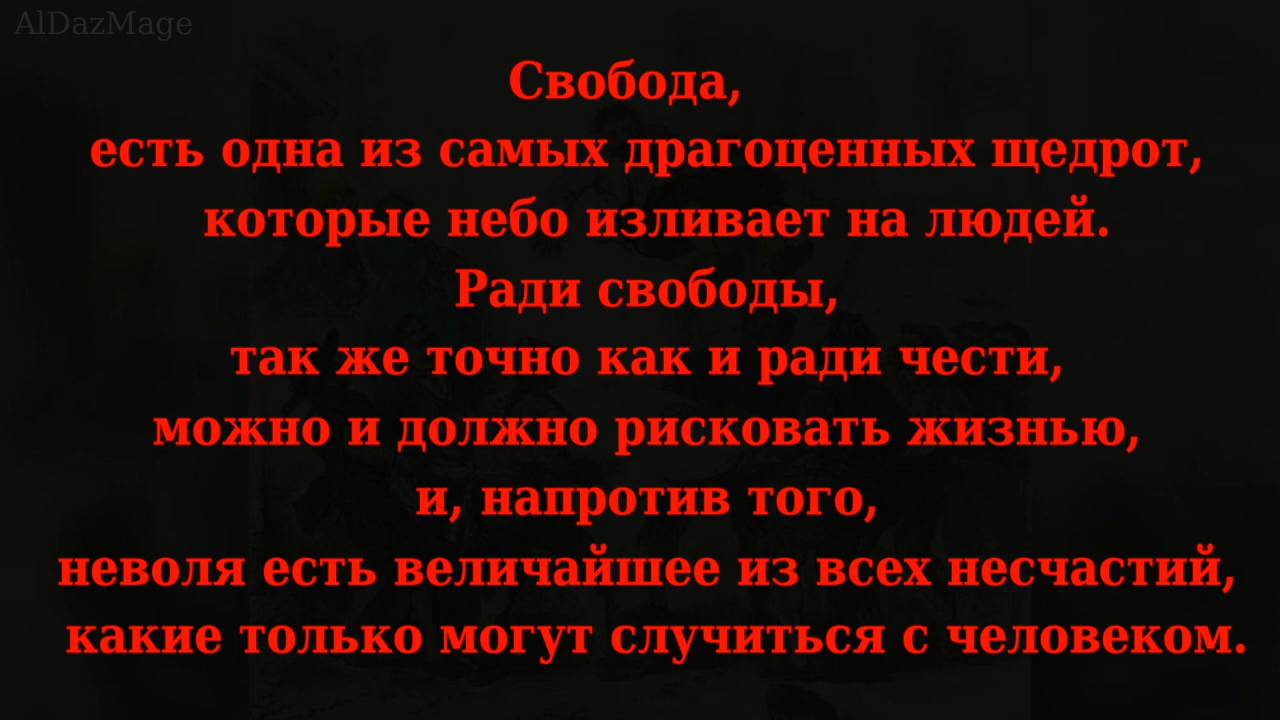 AlDazMage
Свобода,
есть одна из самых драгоценных щедрот,
которые небо изливает на людей.
Ради свободы,
так же точно как и ради чести,
можно и должно рисковать жизнью,
и, напротив того,
неволя есть величайшее из всех несчастий,
какие только могут случиться с человеком.